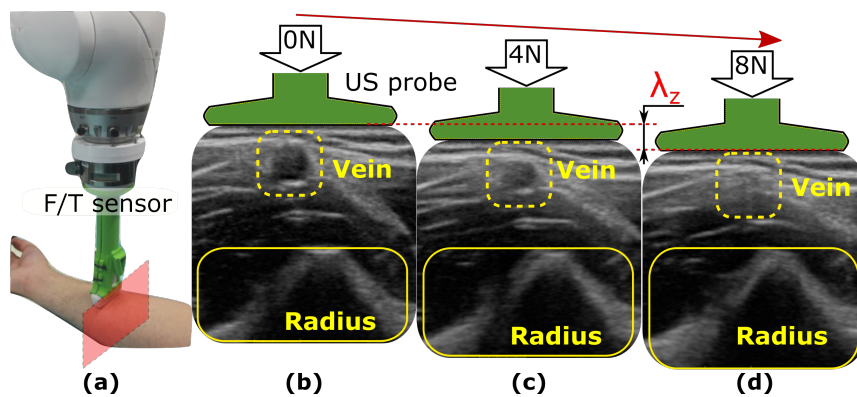 0N
4N
8N
US probe
λz
Vein
Vein
Vein
F/T sensor
Radius
Radius
Radius
(a)
(b)
(c)
(d)